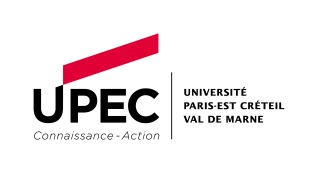 UPEC
Connaissance - Action
UNIVERSITÉ
PARIS-EST CRÉTEIL
VAL DE MARNE